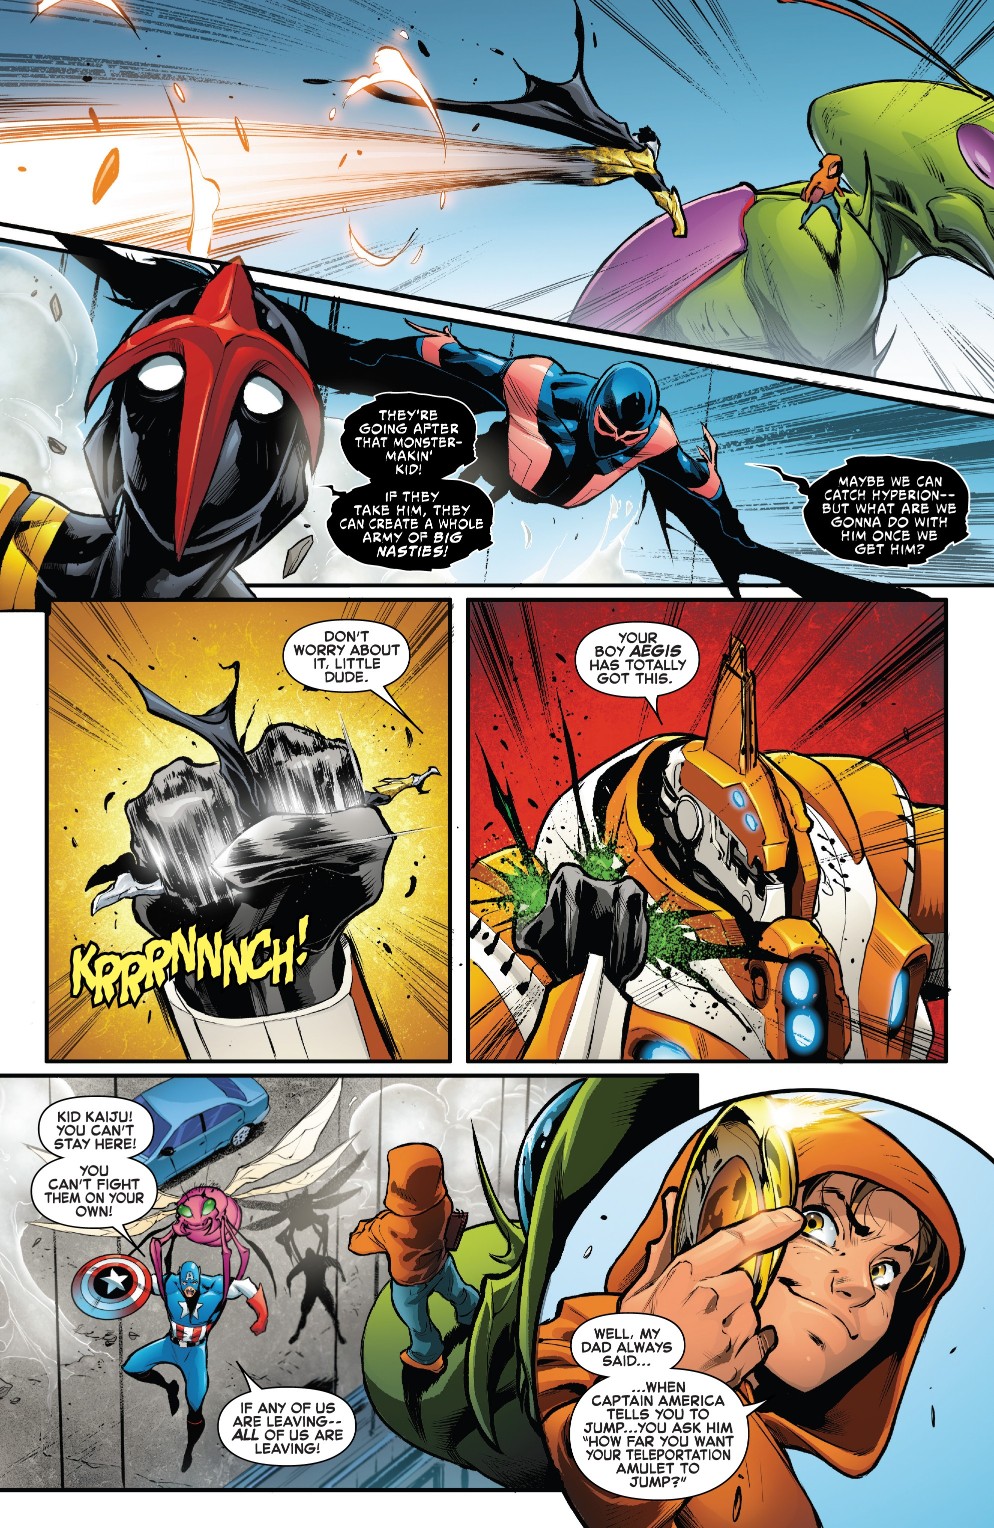 THEY'RE
GOING AFTER
THAT MONSTER-
MAKIN'
KID!
IF THEY
TAKE HIM, THEY
CAN CREATE A WHOLE
ARMY OF BIG
NASTIES!
MAYBE WE CAN
CATCH HYPERION--
BUT WHAT ARE WE
GONNA DO WITH
HIM ONCE WE
GET HIM?
DON'T
WORRY ABOUT
IT, LITTLE
DUDE.
KRRRRNNNNCH!
YOUR
BOY AEGIS
HAS TOTALLY
GOT THIS.
KID KAIJU!
YOU CAN'T
STAY HERE!
YOU
CAN'T FIGHT
THEM ON YOUR
OWN!
IF ANY OF US
ARE LEAVING--
ALL OF US ARE
LEAVING!
WELL, MY
DAD ALWAYS
SAID...
...WHEN
CAPTAIN AMERICA
TELLS YOU TO
JUMP...YOU ASK HIM
"HOW FAR YOU WANT
YOUR TELEPORTATION
AMULET TO
JUMP?"